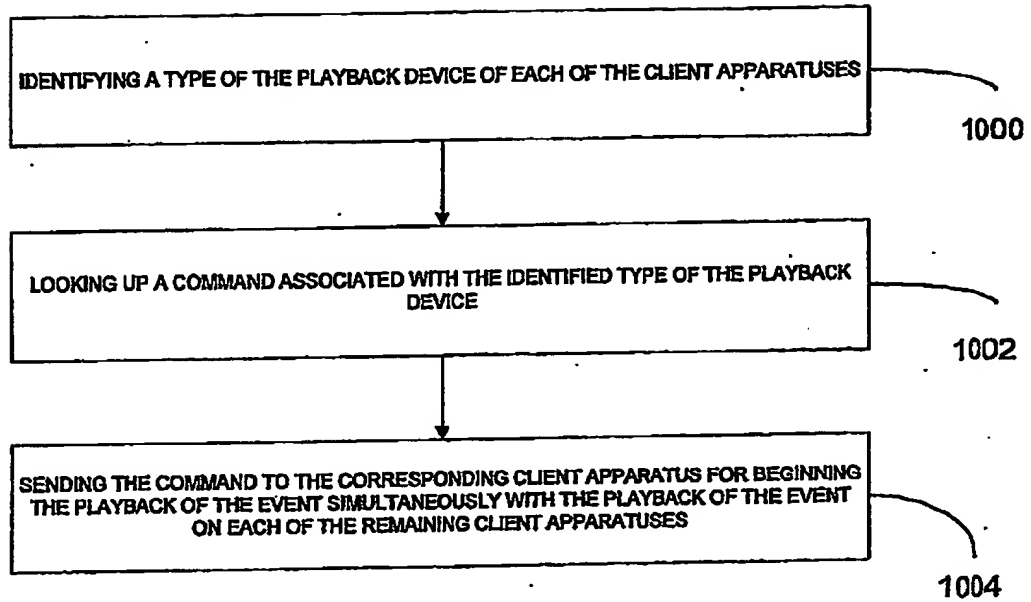 IDENTIFYING A TYPE OF THE PLAYBACK DEVICE OF EACH OF THE CLIENT APPARATUSES
1000
LOOKING UP A COMMAND ASSOCIATED WITH THE IDENTIFIED TYPE OF THE PLAYBACK
DEVICE
1002
SENDING THE COMMAND TO THE CORRESPONDING CLIENT APPARATUS FOR BEGINNING
THE PLAYBACK OF THE EVENT SIMULTANEOUSLY WITH THE PLAYBACK OF THE EVENT
ON EACH OF THE REMAINING CLIENT APPARATUSES
1004